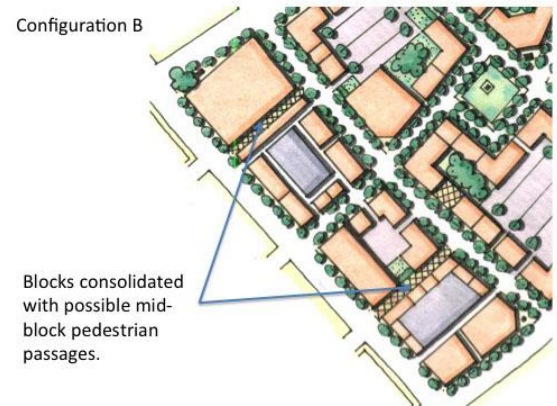 Configuration B
Blocks consolidated
with possible mid-
block pedestrian
passages.